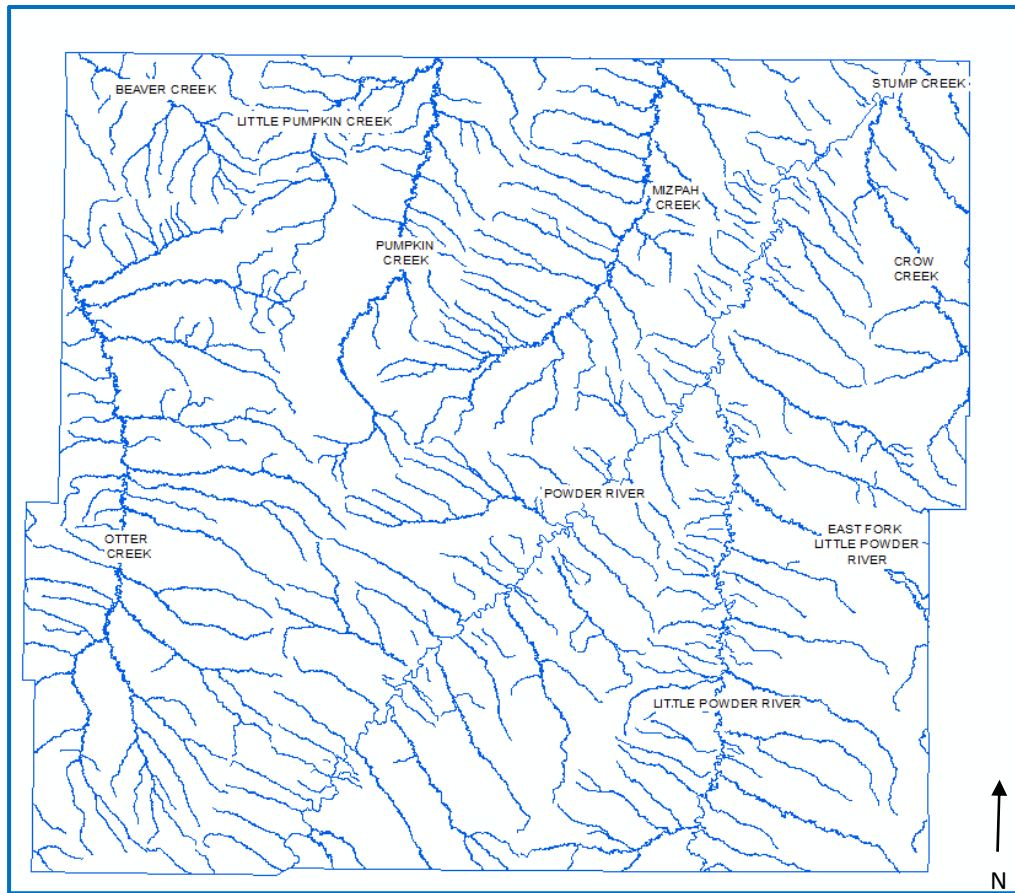 STUMP CREEK
BEAVER CREEK
LITTLE PUMPKIN CREEK
MIZPAH
CREEK
PUMPKIN
CREEK
CROW
CREEK
POWDER RIVER
EAST FORK
LITTLE POWDER
RIVER
OTTER
CREEK
LITTLE POWDER RIVER
N